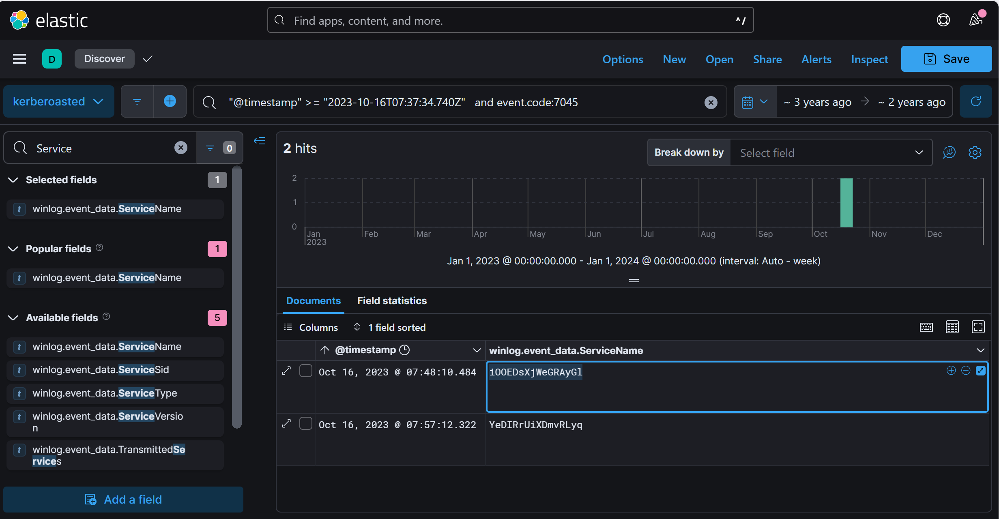 elastic
Find apps, content, and more.
^/
D
Discover
Options
New
Open
Share
Alerts
Inspect
Save
kerberoasted
"@timestamp" >= "2023-10-16T07:37:34.740Z"   and event.code:7045
~ 3 years ago → ~ 2 years ago
Service
0
2 hits
Break down by
Select field
Selected fields
1
t winlog.event_data.ServiceName
Popular fields
1
t winlog.event_data.ServiceName
Available fields
5
t winlog.event_data.ServiceName
t winlog.event_data.ServiceSid
t winlog.event_data.ServiceType
t winlog.event_data.ServiceVersio
n
t winlog.event_data.TransmittedSe
rvices
Add a field
2
1
0
Jan
2023
Feb
Mar
Apr
May
Jun
Jul
Aug
Sep
Oct
Nov
Dec
Jan 1, 2023 @ 00:00:00.000 - Jan 1, 2024 @ 00:00:00.000 (interval: Auto - week)
Documents
Field statistics
Columns
1 field sorted
@timestamp
winlog.event_data.ServiceName
Oct 16, 2023 @ 07:48:10.484
iOOEDsXjWeGRAyGl
Oct 16, 2023 @ 07:57:12.322
YeDIRrUiXDmvRLyq